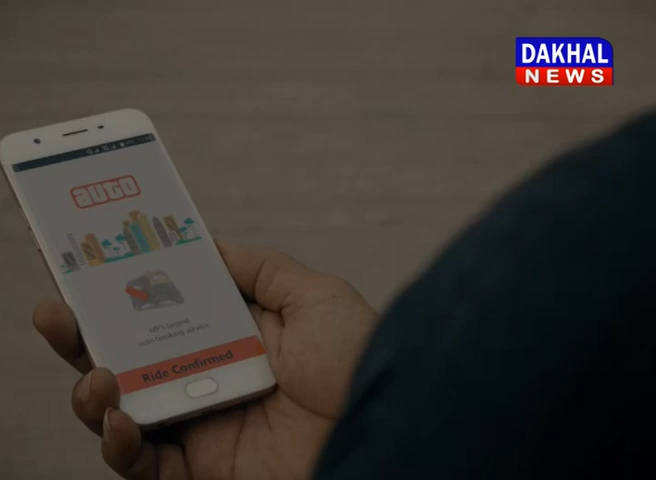 DAKHAL
NEWS
auto
MP's largest
auto booking service
Ride Confirmed